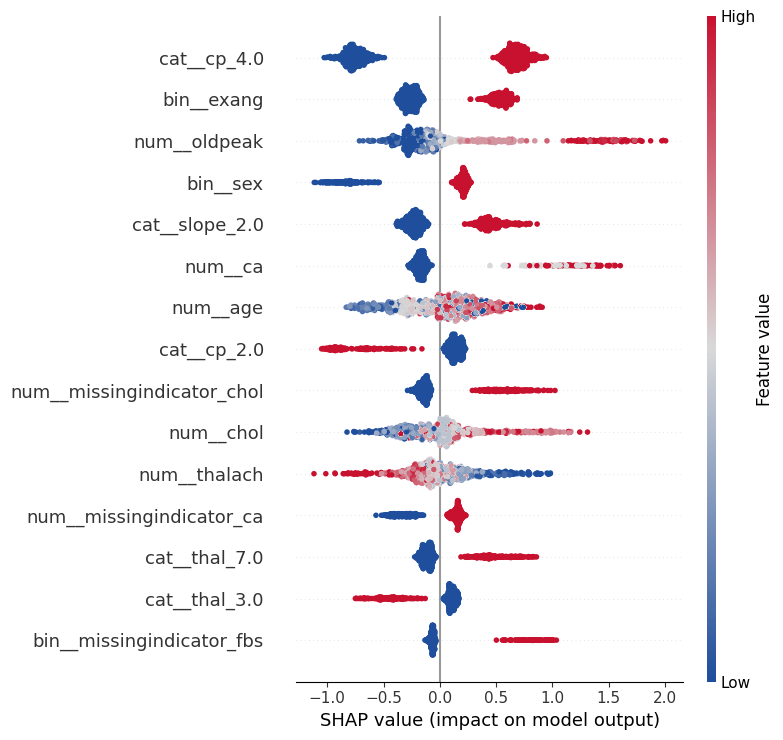 High
cat__cp_4.0
bin__exang
num__oldpeak
bin__sex
cat__slope_2.0
num__ca
num__age
cat__cp_2.0
num__missingindicator_chol
num__chol
num__thalach
num__missingindicator_ca
cat__thal_7.0
cat__thal_3.0
bin__missingindicator_fbs
Feature value
Low
−1.0 −0.5 0.0 0.5 1.0 1.5 2.0
SHAP value (impact on model output)